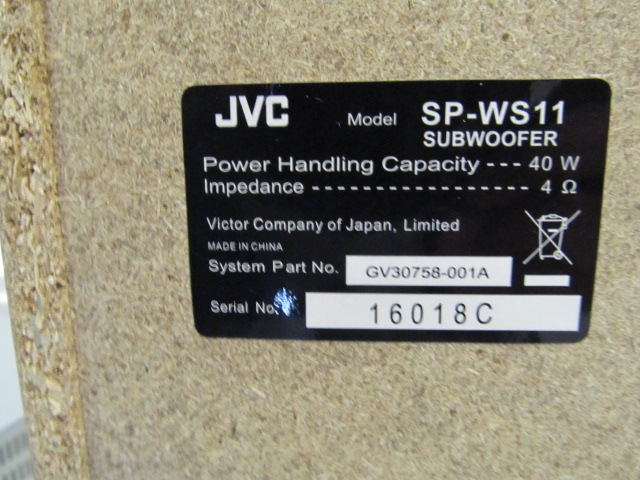 JVC Model SP-WS11
SUBWOOFER
Power Handling Capacity --- 40 W
Impedance ------------------ 4 Ω
Victor Company of Japan, Limited
MADE IN CHINA
System Part No. GV30758-001A
Serial No. 16018C